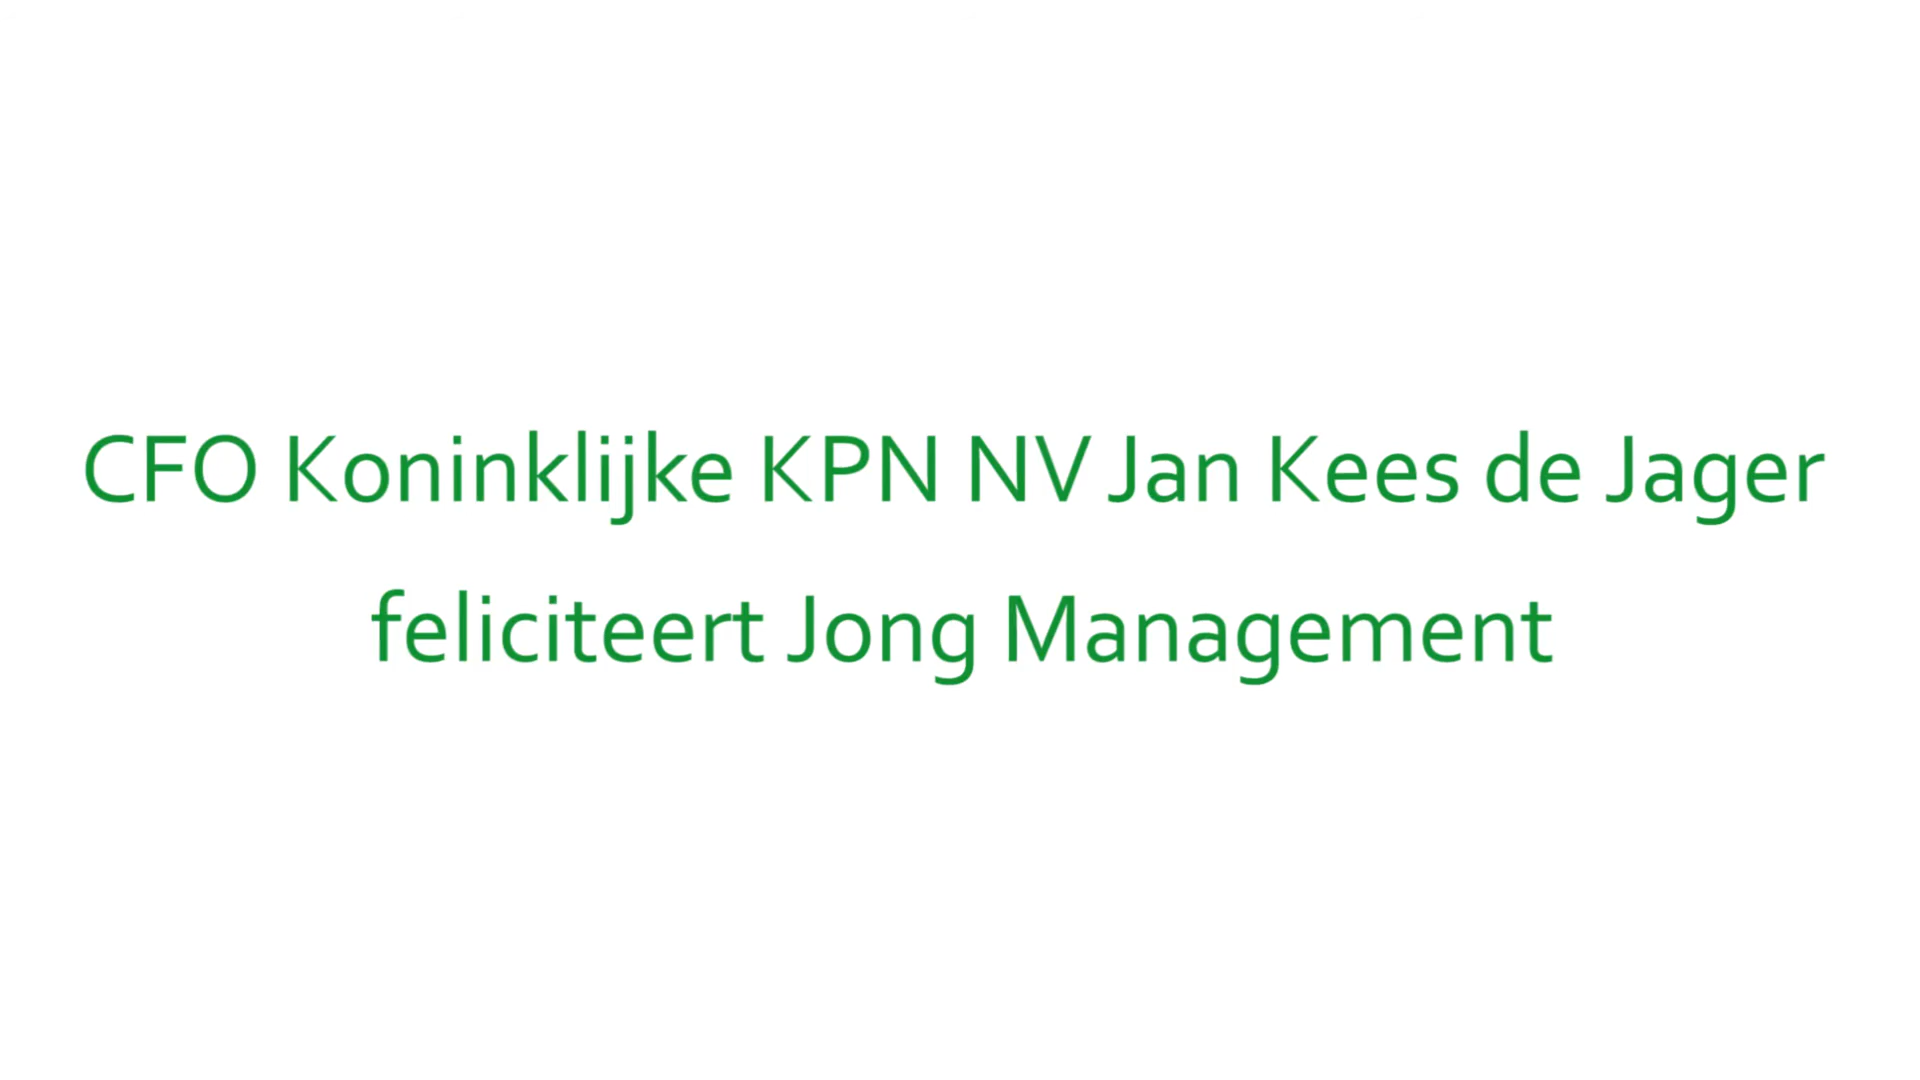 CFO Koninklijke KPN NV Jan Kees de Jager
feliciteert Jong Management